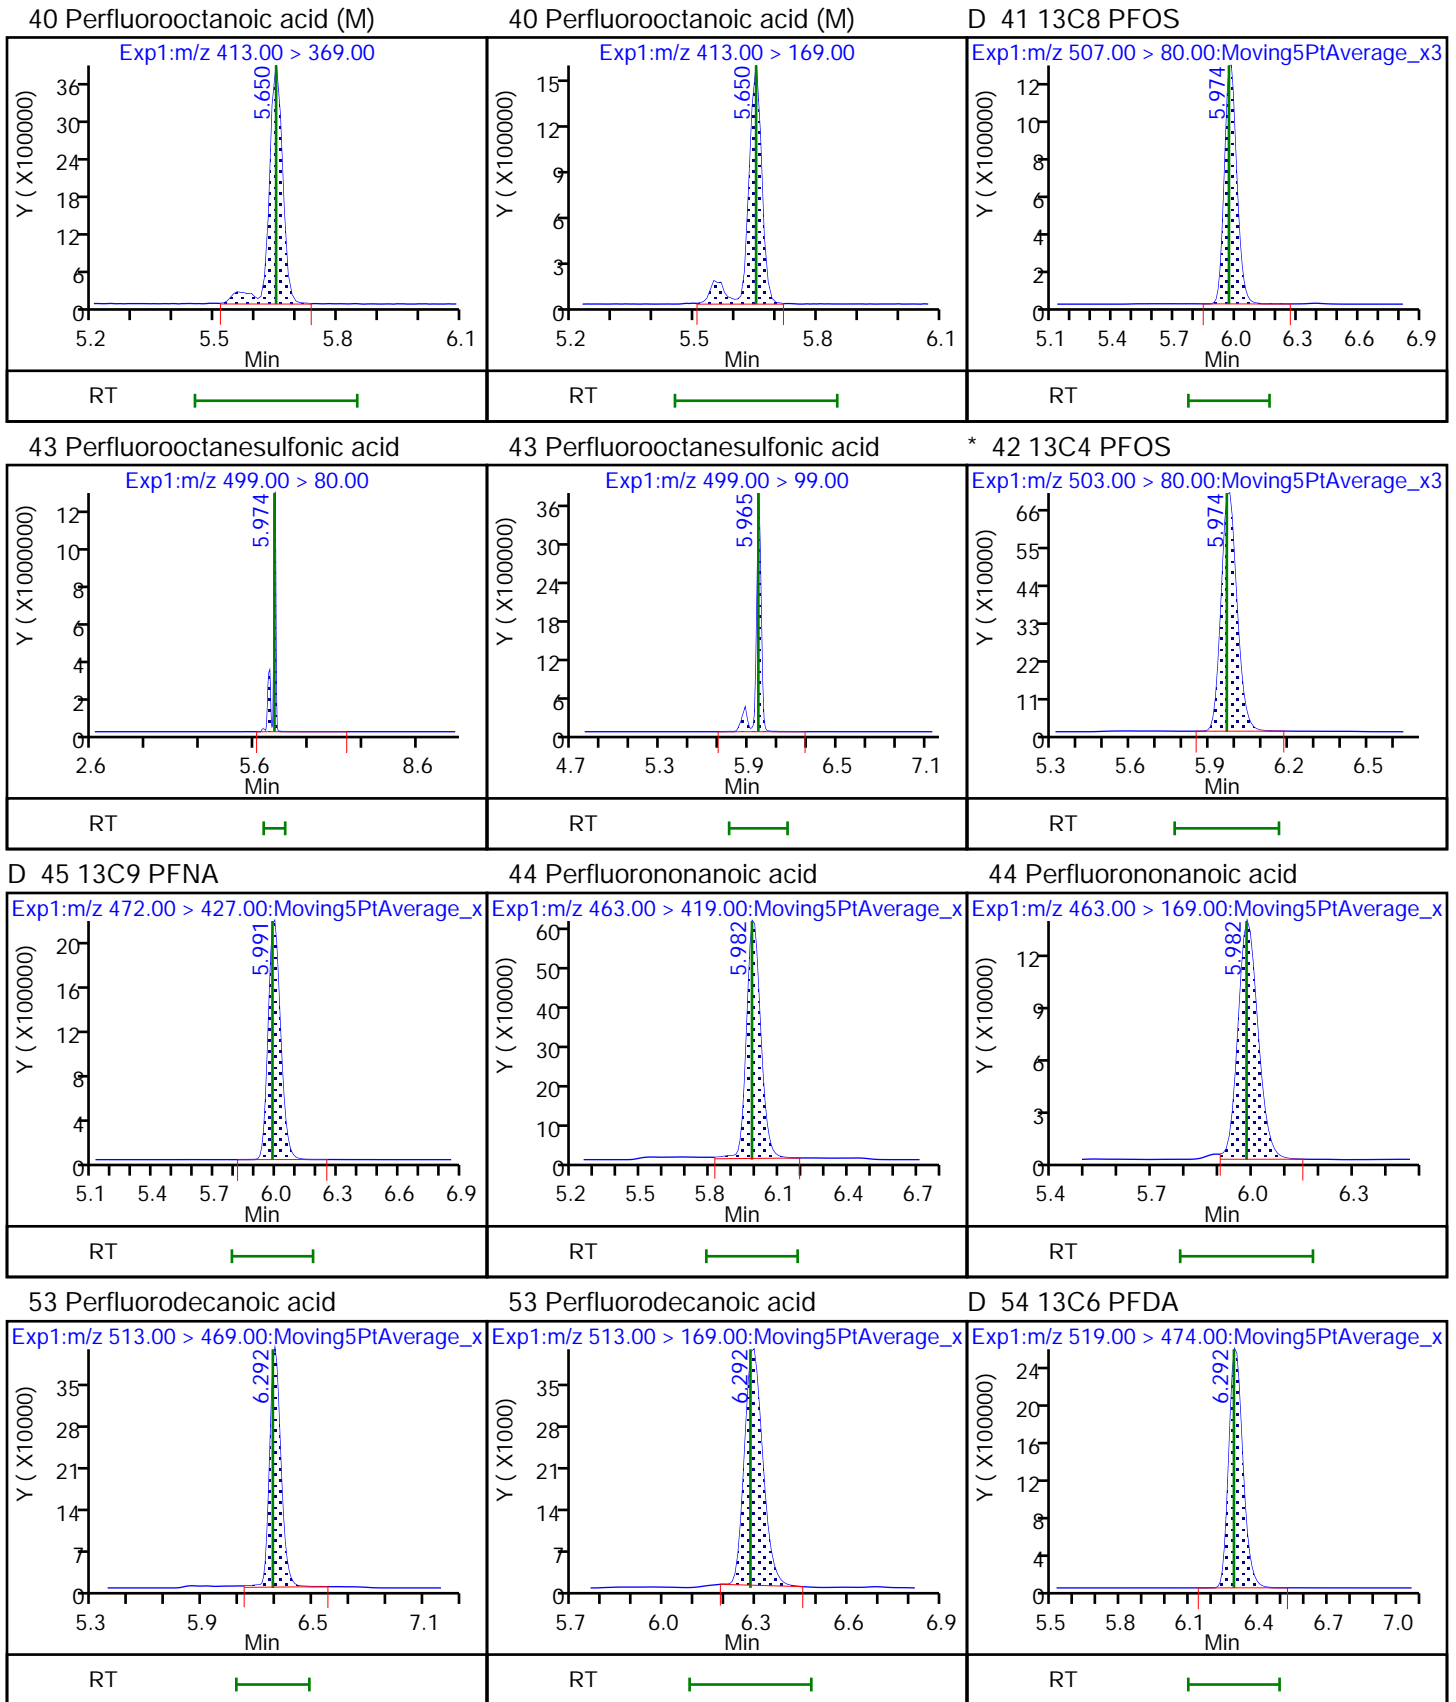 40 Perfluorooctanoic acid (M)
Exp1:m/z 413.00 > 369.00
5.650
Y ( X100000)
36
30
24
18
12
6
0
5.2 5.5 5.8 6.1
Min
RT
40 Perfluorooctanoic acid (M)
Exp1:m/z 413.00 > 169.00
5.650
Y ( X100000)
15
12
9
6
3
0
5.2 5.5 5.8 6.1
Min
RT
D 41 13C8 PFOS
Exp1:m/z 507.00 > 80.00:Moving5PtAverage_x3
5.974
Y ( X100000)
12
10
8
6
4
2
0
5.1 5.4 5.7 6.0 6.3 6.6 6.9
Min
RT
43 Perfluorooctanesulfonic acid
Exp1:m/z 499.00 > 80.00
5.974
Y ( X1000000)
12
10
8
6
4
2
0
2.6 5.6 8.6
Min
RT
43 Perfluorooctanesulfonic acid
Exp1:m/z 499.00 > 99.00
5.965
Y ( X100000)
36
30
24
18
12
6
0
4.7 5.3 5.9 6.5 7.1
Min
RT
* 42 13C4 PFOS
Exp1:m/z 503.00 > 80.00:Moving5PtAverage_x3
5.974
Y ( X10000)
66
55
44
33
22
11
0
5.3 5.6 5.9 6.2 6.5
Min
RT
D 45 13C9 PFNA
Exp1:m/z 472.00 > 427.00:Moving5PtAverage_x
5.991
Y ( X100000)
20
16
12
8
4
0
5.1 5.4 5.7 6.0 6.3 6.6 6.9
Min
RT
44 Perfluorononanoic acid
Exp1:m/z 463.00 > 419.00:Moving5PtAverage_x
5.982
Y ( X10000)
60
50
40
30
20
10
0
5.2 5.5 5.8 6.1 6.4 6.7
Min
RT
44 Perfluorononanoic acid
Exp1:m/z 463.00 > 169.00:Moving5PtAverage_x
5.982
Y ( X10000)
12
9
6
3
0
5.4 5.7 6.0 6.3
Min
RT
53 Perfluorodecanoic acid
Exp1:m/z 513.00 > 469.00:Moving5PtAverage_x
6.292
Y ( X10000)
35
28
21
14
7
0
5.3 5.9 6.5 7.1
Min
RT
53 Perfluorodecanoic acid
Exp1:m/z 513.00 > 169.00:Moving5PtAverage_x
6.292
Y ( X1000)
35
28
21
14
7
0
5.7 6.0 6.3 6.6 6.9
Min
RT
D 54 13C6 PFDA
Exp1:m/z 519.00 > 474.00:Moving5PtAverage_x
6.292
Y ( X100000)
24
20
16
12
8
4
0
5.5 5.8 6.1 6.4 6.7 7.0
Min
RT